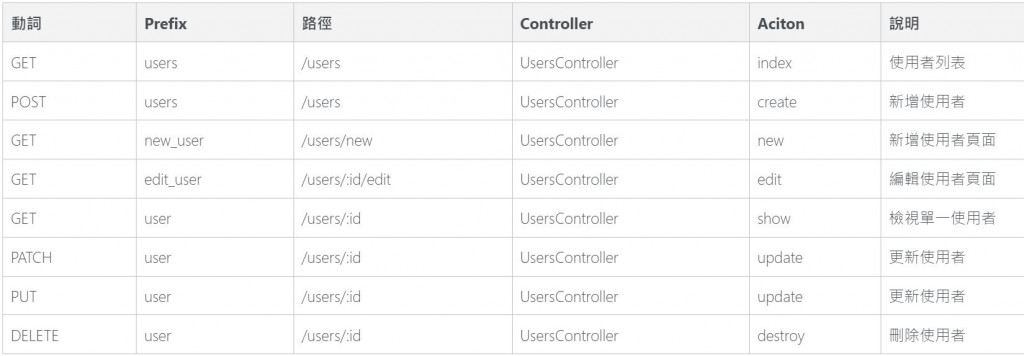 動詞 Prefix 路徑 Controller Aciton 說明
GET users /users UsersController index 使用者列表
POST users /users UsersController create 新增使用者
GET new_user /users/new UsersController new 新增使用者頁面
GET edit_user /users/:id/edit UsersController edit 編輯使用者頁面
GET user /users/:id UsersController show 檢視單一使用者
PATCH user /users/:id UsersController update 更新使用者
PUT user /users/:id UsersController update 更新使用者
DELETE user /users/:id UsersController destroy 刪除使用者